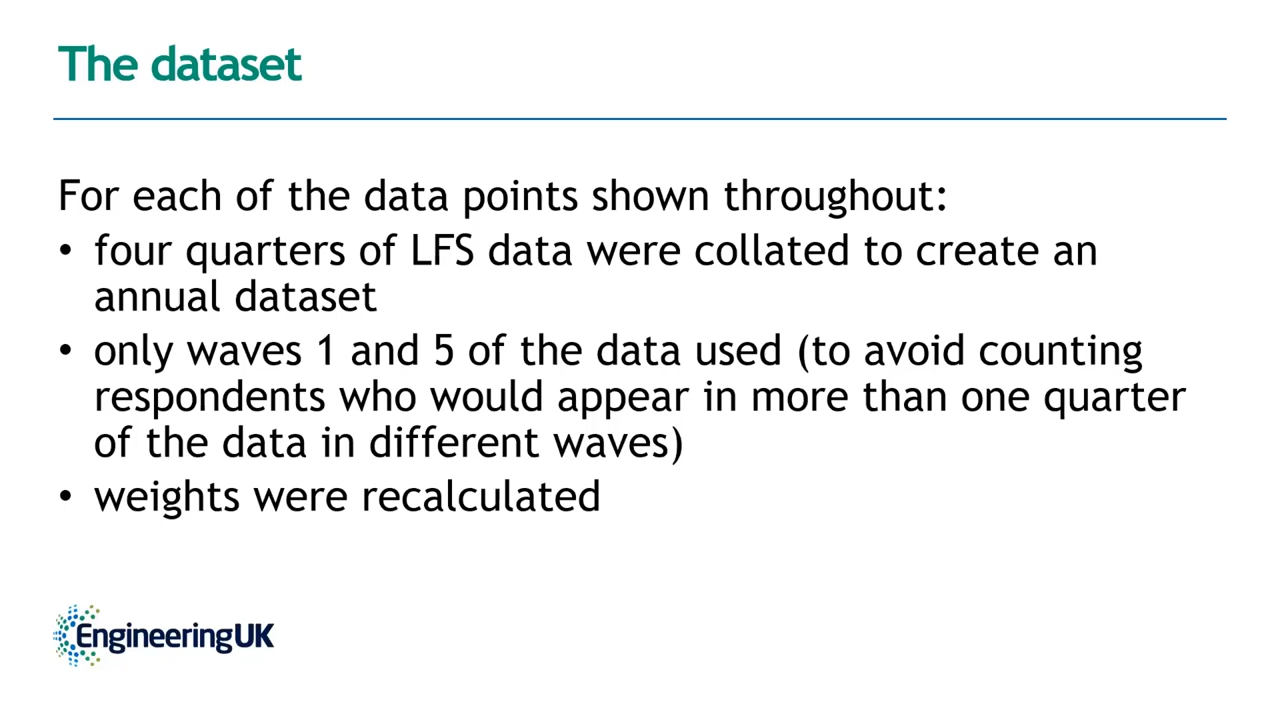 The dataset
For each of the data points shown throughout:
• four quarters of LFS data were collated to create an
annual dataset
• only waves 1 and 5 of the data used (to avoid counting
respondents who would appear in more than one quarter
of the data in different waves)
• weights were recalculated
EngineeringUK